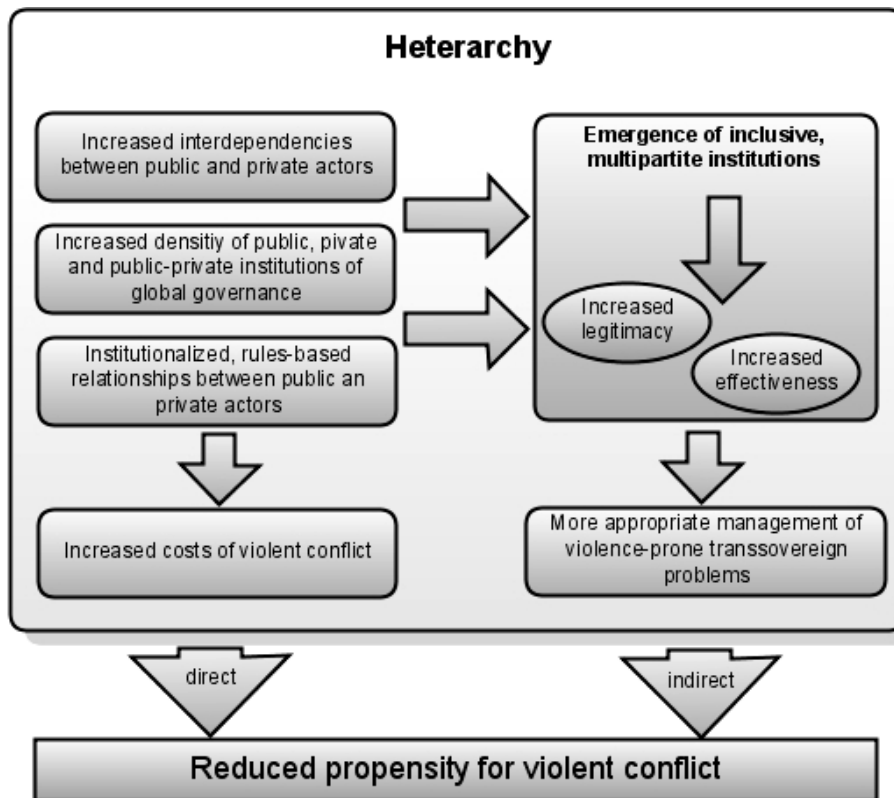 Heterarchy
Increased interdependencies
between public and private actors
Increased densitiy of public, pivate
and public-private institutions of
global governance
Institutionalized, rules-based
relationships between public an
private actors
Increased costs of violent conflict
Emergence of inclusive,
multipartite institutions
Increased
legitimacy
Increased
effectiveness
More appropriate management of
violence-prone transsovereign
problems
direct
indirect
Reduced propensity for violent conflict